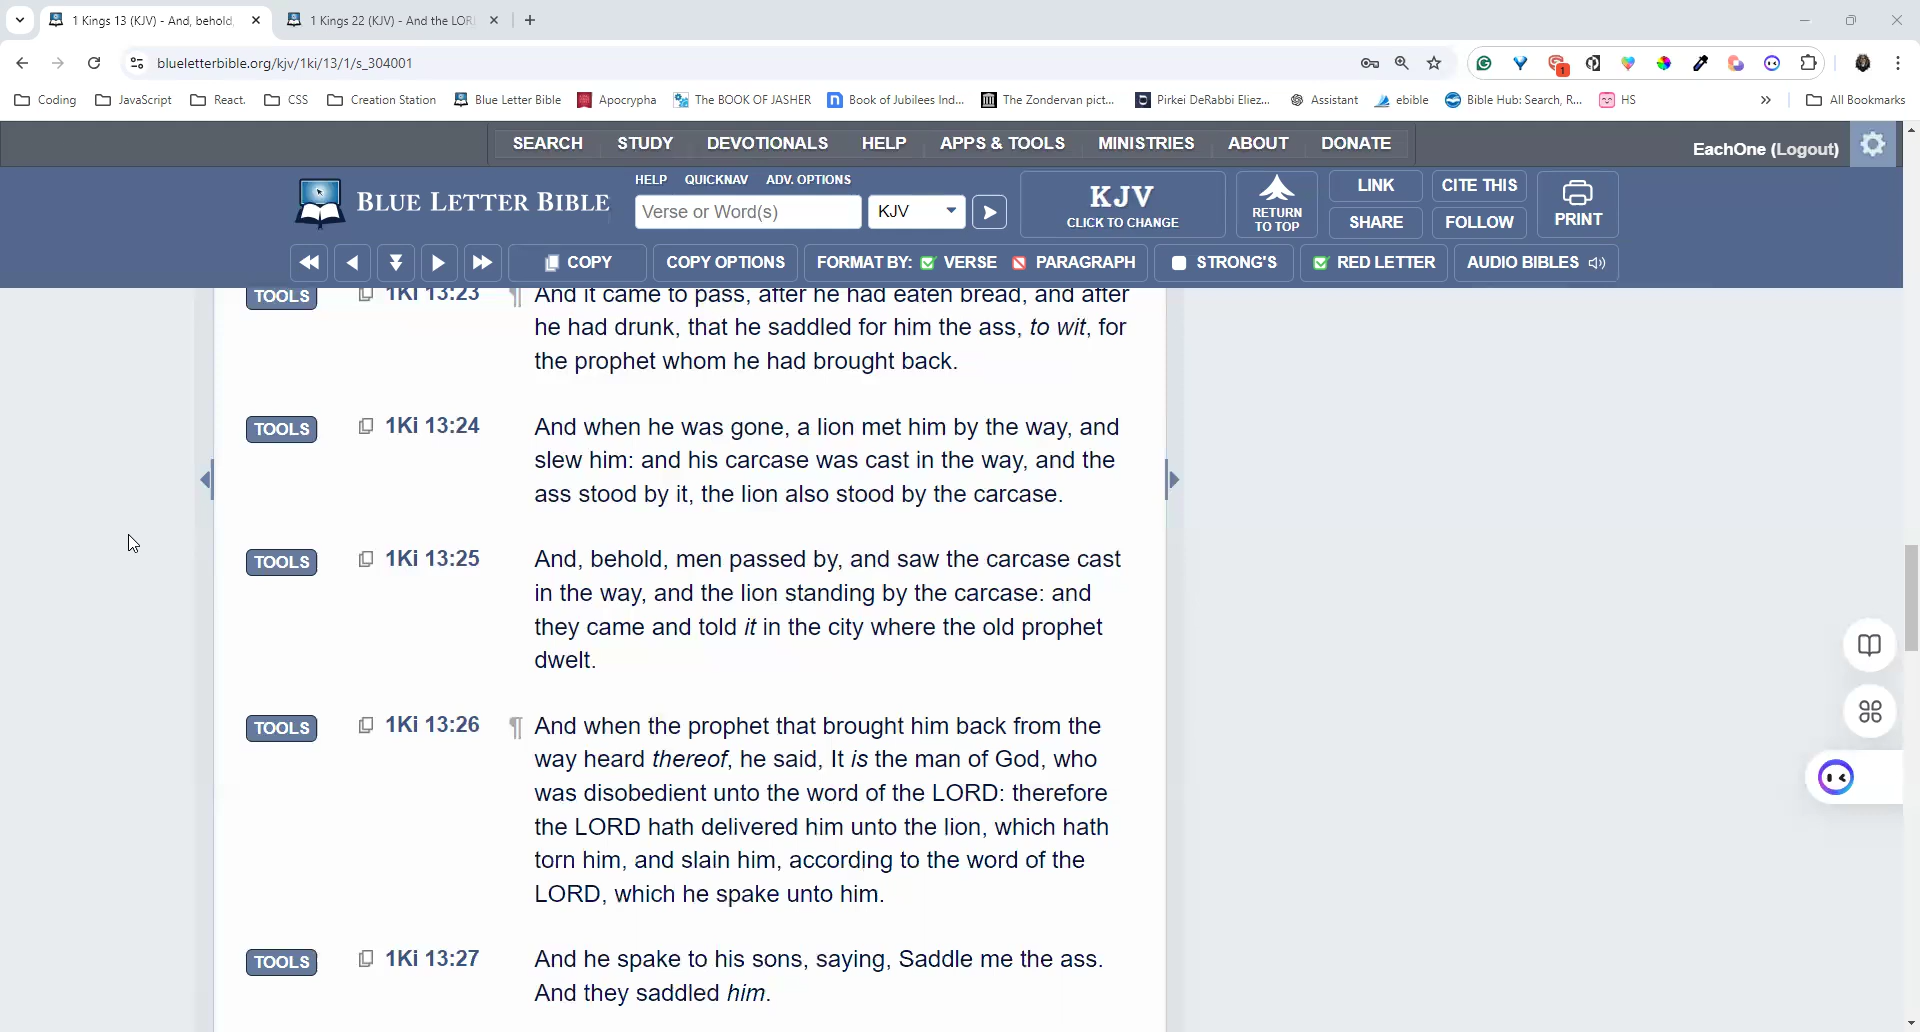 1 Kings 13 (KJV) - And, behold,
1 Kings 22 (KJV) - And the LOR
blueletterbible.org/kjv/1ki/13/1/s_304001
1
Coding
JavaScript
React.
CSS
Creation Station
Blue Letter Bible
Apocrypha
The BOOK OF JASHER
Book of Jubilees Ind...
The Zondervan pict...
Pirkei DeRabbi Eliez...
Assistant
ebible
Bible Hub: Search, R...
HS
All Bookmarks
SEARCH STUDY DEVOTIONALS HELP APPS & TOOLS MINISTRIES ABOUT DONATE
EachOne (Logout)
HELP QUICKNAV ADV. OPTIONS
BLUE LETTER BIBLE
Verse or Word(s)
KJV
KJV
CLICK TO CHANGE
RETURN
TO TOP
LINK
CITE THIS
SHARE
FOLLOW
PRINT
COPY
COPY OPTIONS
FORMAT BY: VERSE PARAGRAPH
STRONG'S
RED LETTER
AUDIO BIBLES
TOOLS 1Ki 13:23 ¶ And it came to pass, after he had eaten bread, and after
he had drunk, that he saddled for him the ass, to wit, for
the prophet whom he had brought back.
TOOLS 1Ki 13:24 And when he was gone, a lion met him by the way, and
slew him: and his carcase was cast in the way, and the
ass stood by it, the lion also stood by the carcase.
TOOLS 1Ki 13:25 And, behold, men passed by, and saw the carcase cast
in the way, and the lion standing by the carcase: and
they came and told it in the city where the old prophet
dwelt.
TOOLS 1Ki 13:26 ¶ And when the prophet that brought him back from the
way heard thereof, he said, It is the man of God, who
was disobedient unto the word of the LORD: therefore
the LORD hath delivered him unto the lion, which hath
torn him, and slain him, according to the word of the
LORD, which he spake unto him.
TOOLS 1Ki 13:27 And he spake to his sons, saying, Saddle me the ass.
And they saddled him.